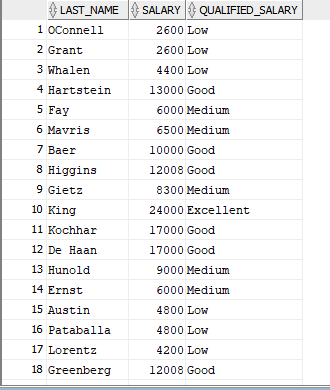 LAST_NAME SALARY QUALIFIED_SALARY
1 OConnell 2600 Low
2 Grant 2600 Low
3 Whalen 4400 Low
4 Hartstein 13000 Good
5 Fay 6000 Medium
6 Mavris 6500 Medium
7 Baer 10000 Good
8 Higgins 12008 Good
9 Gietz 8300 Medium
10 King 24000 Excellent
11 Kochhar 17000 Good
12 De Haan 17000 Good
13 Hunold 9000 Medium
14 Ernst 6000 Medium
15 Austin 4800 Low
16 Pataballa 4800 Low
17 Lorentz 4200 Low
18 Greenberg 12008 Good